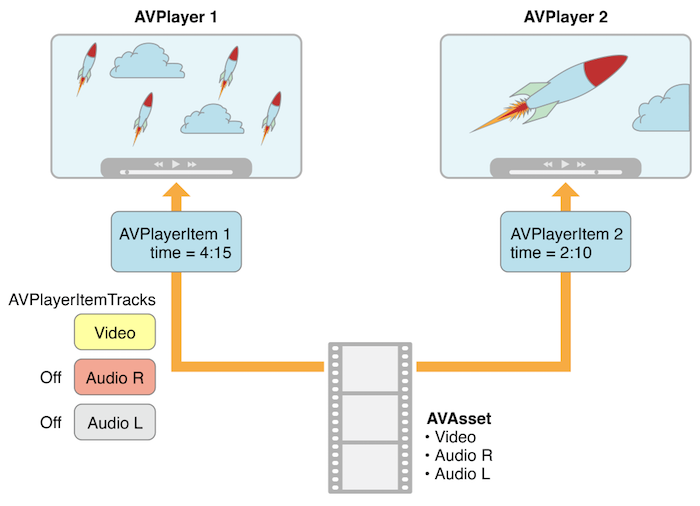 AVPlayer 1
AVPlayer 2
AVPlayerItem 1
time = 4:15
AVPlayerItem 2
time = 2:10
AVPlayerItemTracks
Video
Off Audio R
Off Audio L
AVAsset
• Video
• Audio R
• Audio L